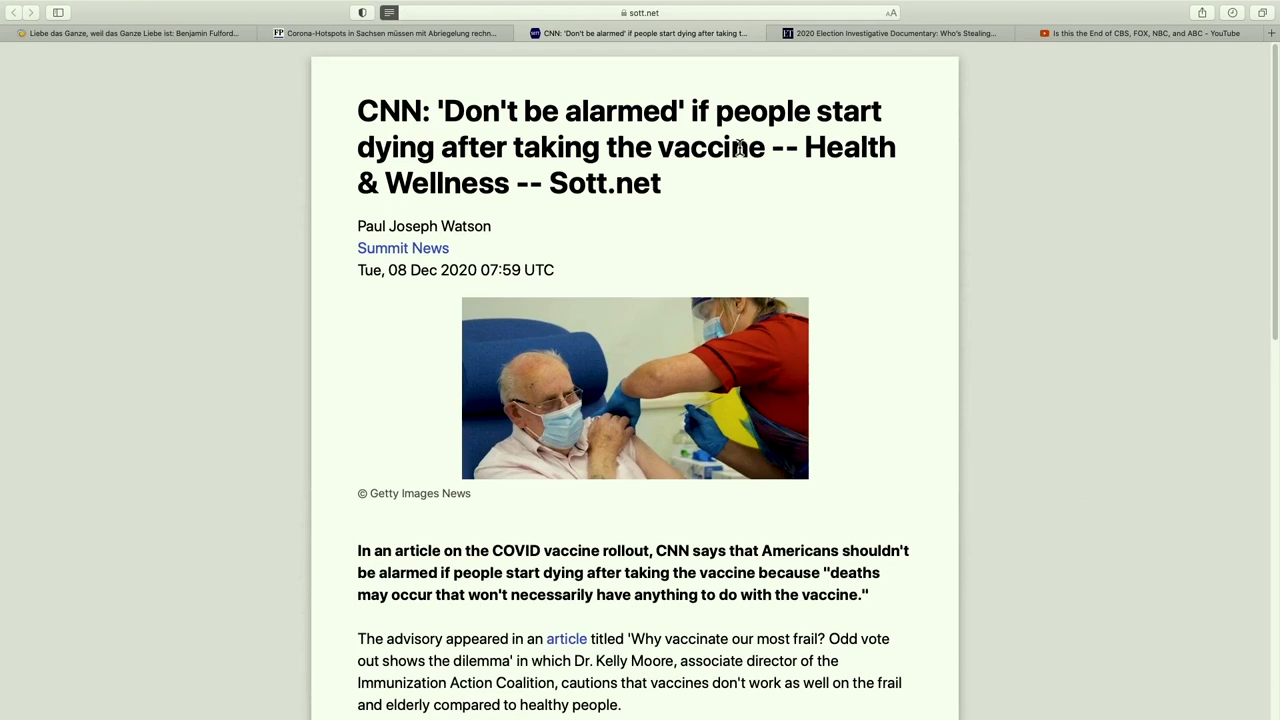 sott.net
AA
Liebe das Ganze, weil das Ganze Liebe ist: Benjamin Fulford...
FP Corona-Hotspots in Sachsen müssen mit Abriegelung rechn...
CNN: 'Don't be alarmed' if people start dying after taking t...
ET 2020 Election Investigative Documentary: Who's Stealing...
Is this the End of CBS, FOX, NBC, and ABC - YouTube
CNN: 'Don't be alarmed' if people start
dying after taking the vaccine -- Health
& Wellness -- Sott.net
Paul Joseph Watson
Summit News
Tue, 08 Dec 2020 07:59 UTC
© Getty Images News
In an article on the COVID vaccine rollout, CNN says that Americans shouldn't
be alarmed if people start dying after taking the vaccine because "deaths
may occur that won't necessarily have anything to do with the vaccine."
The advisory appeared in an article titled 'Why vaccinate our most frail? Odd vote
out shows the dilemma' in which Dr. Kelly Moore, associate director of the
Immunization Action Coalition, cautions that vaccines don't work as well on the frail
and elderly compared to healthy people.